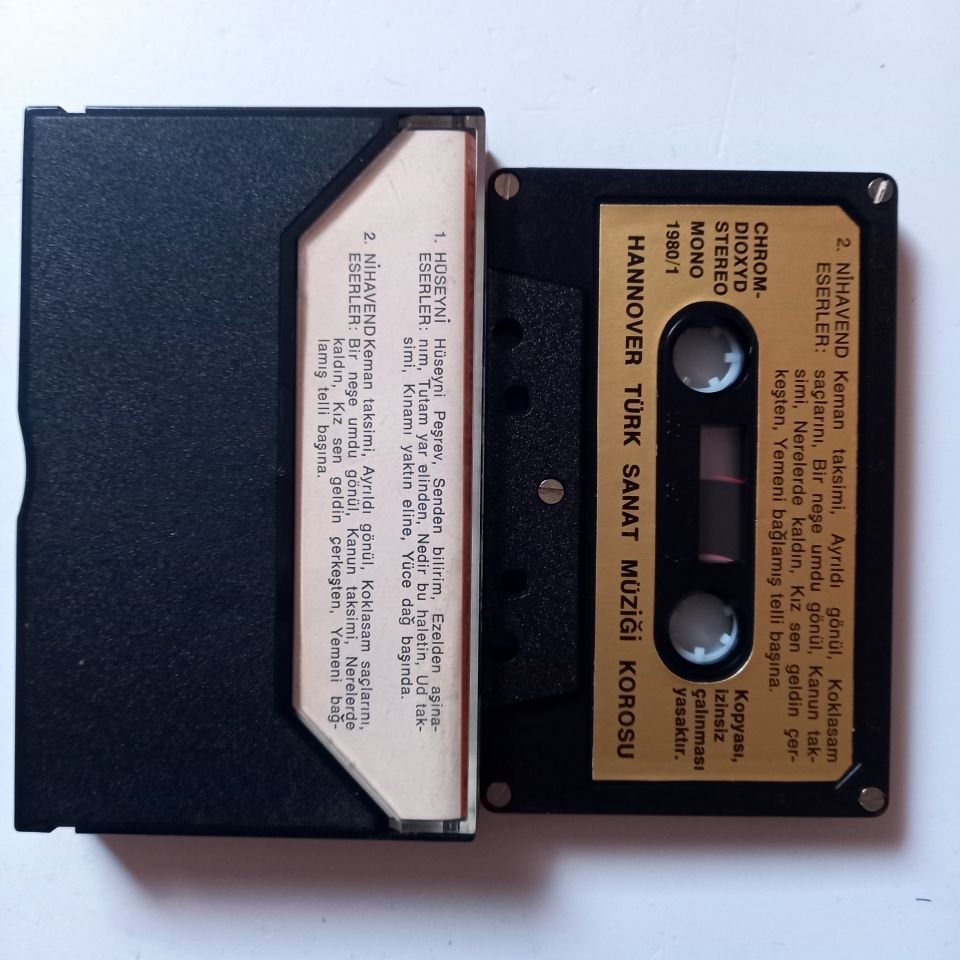 1. HÜSEYNİ Hüseyni Peşrev, Senden bilirim, Ezelden aşina-
ESERLER: nım, Tutam yar elinden, Nedir bu haletin, Ud tak-
simi, Kınamı yaktın eline, Yüce dağ başında.
2. NİHAVEND Keman taksimi, Ayrıldı gönül, Koklasam saçlarını,
ESERLER: Bir neşe umdu gönül, Kanun taksimi, Nerelerde
kaldın, Kız sen geldin çerkeşten, Yemeni bağ-
lamış telli başına.
2. NİHAVEND Keman taksimi, Ayrıldı gönül, Koklasam
ESERLER: saçlarını, Bir neşe umdu gönül, Kanun tak-
simi, Nerelerde kaldın, Kız sen geldin çer-
keşten, Yemeni bağlamış telli başına.
CHROM-
DIOXYD
STEREO
MONO
1980/1
Kopyası,
izinsiz
çalınması
yasaktır.
HANNOVER TÜRK SANAT MÜZİĞİ KOROSU